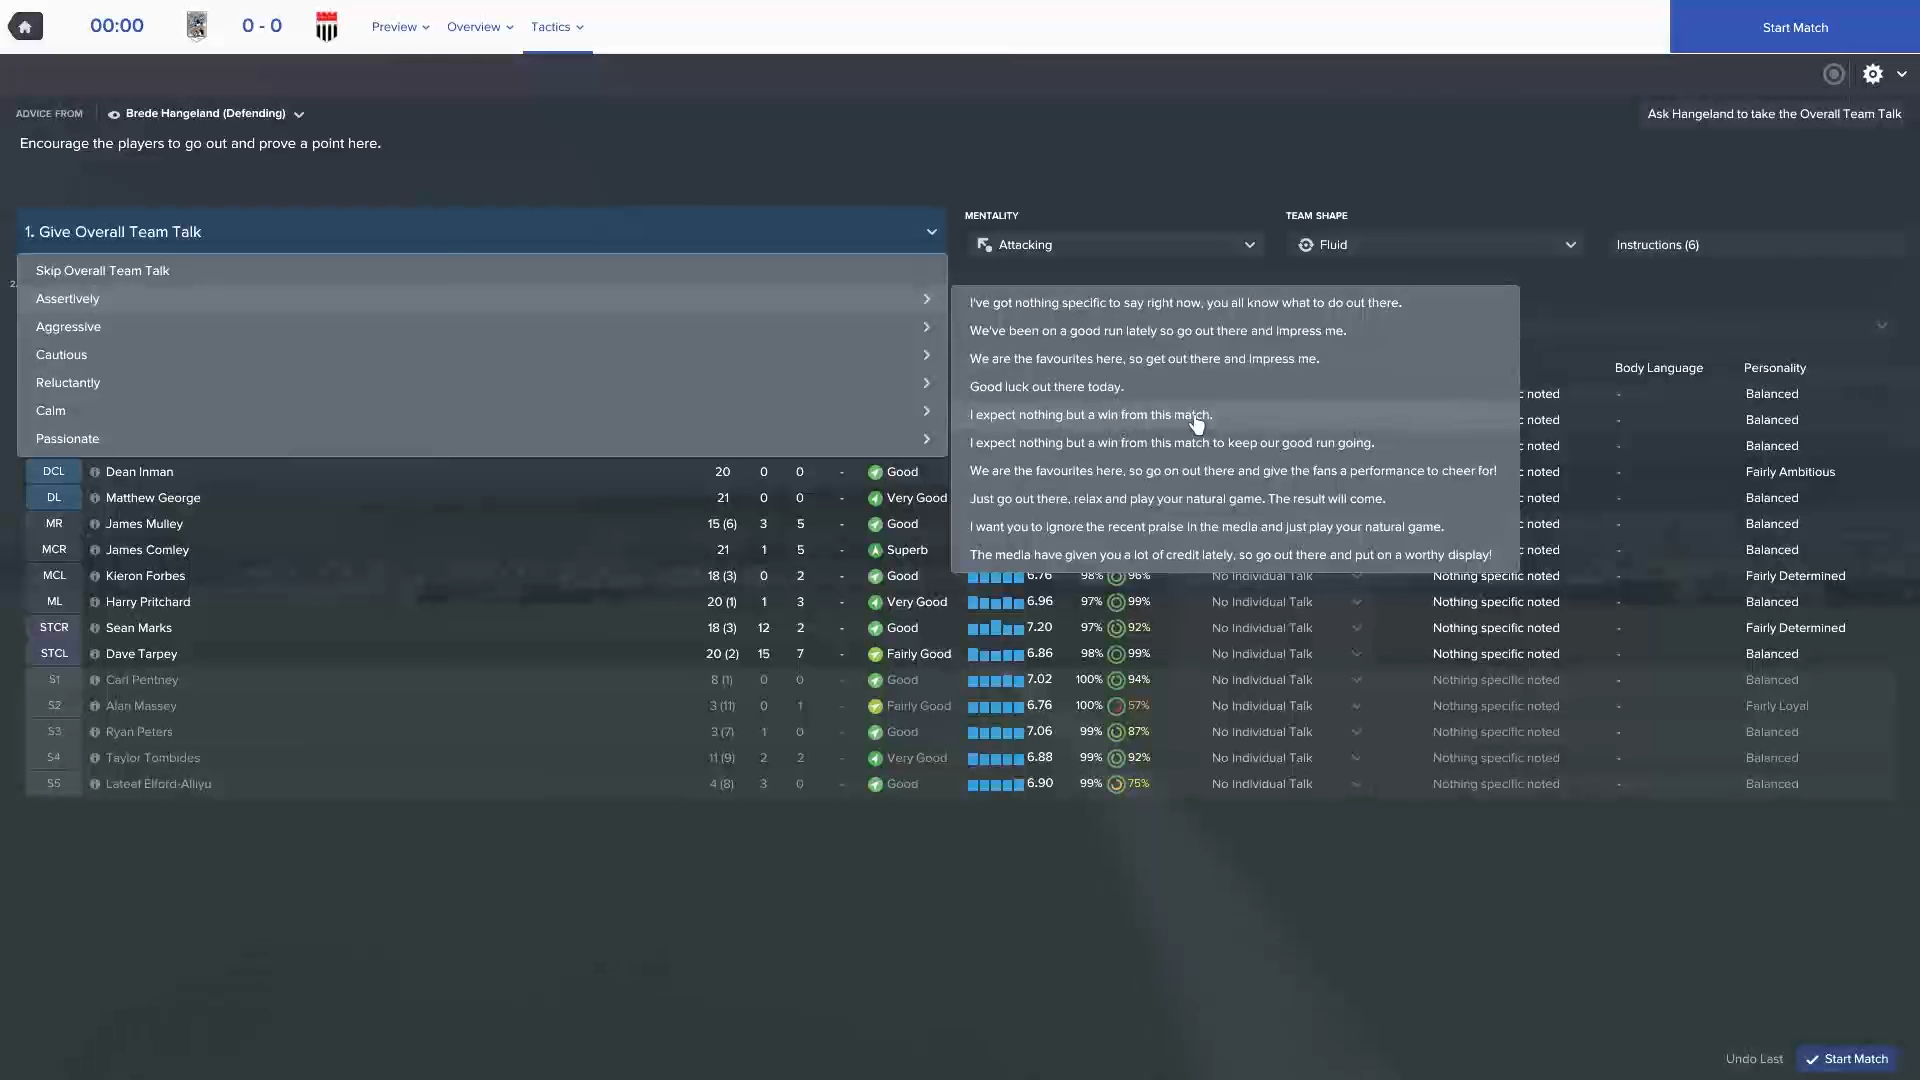 00:00 0 - 0 Preview Overview Tactics Start Match
ADVICE FROM Brede Hangeland (Defending) Ask Hangeland to take the Overall Team Talk
Encourage the players to go out and prove a point here.
MENTALITY TEAM SHAPE
1. Give Overall Team Talk Attacking Fluid Instructions (6)
Skip Overall Team Talk
2.
Assertively
Aggressive
Cautious
Reluctantly
Calm
Passionate
I've got nothing specific to say right now, you all know what to do out there.
We've been on a good run lately so go out there and impress me.
We are the favourites here, so get out there and impress me.
Good luck out there today.
I expect nothing but a win from this match.
I expect nothing but a win from this match to keep our good run going.
We are the favourites here, so go on out there and give the fans a performance to cheer for!
Just go out there, relax and play your natural game. The result will come.
I want you to ignore the recent praise in the media and just play your natural game.
The media have given you a lot of credit lately, so go out there and put on a worthy display!
Body Language Personality
c noted - Balanced
c noted - Balanced
c noted - Balanced
DCL Dean Inman 20 0 0 - Good c noted - Fairly Ambitious
DL Matthew George 21 0 0 - Very Good c noted - Balanced
MR James Mulley 15 (6) 3 5 - Good c noted - Balanced
MCR James Comley 21 1 5 - Superb c noted - Balanced
MCL Kieron Forbes 18 (3) 0 2 - Good 6.76 98% 96% No Individual Talk Nothing specific noted - Fairly Determined
ML Harry Pritchard 20 (1) 1 3 - Very Good 6.96 97% 99% No Individual Talk Nothing specific noted - Balanced
STCR Sean Marks 18 (3) 12 2 - Good 7.20 97% 92% No Individual Talk Nothing specific noted - Fairly Determined
STCL Dave Tarpey 20 (2) 15 7 - Fairly Good 6.86 98% 99% No Individual Talk Nothing specific noted - Balanced
S1 Carl Pentney 8 (1) 0 0 - Good 7.02 100% 94% No Individual Talk Nothing specific noted - Balanced
S2 Alan Massey 3 (11) 0 1 - Fairly Good 6.76 100% 57% No Individual Talk Nothing specific noted - Fairly Loyal
S3 Ryan Peters 3 (7) 1 0 - Good 7.06 99% 87% No Individual Talk Nothing specific noted - Balanced
S4 Taylor Tombides 11 (9) 2 2 - Very Good 6.88 99% 92% No Individual Talk Nothing specific noted - Balanced
S5 Lateef Elford-Alliyu 4 (8) 3 0 - Good 6.90 99% 75% No Individual Talk Nothing specific noted - Balanced
Undo Last Start Match